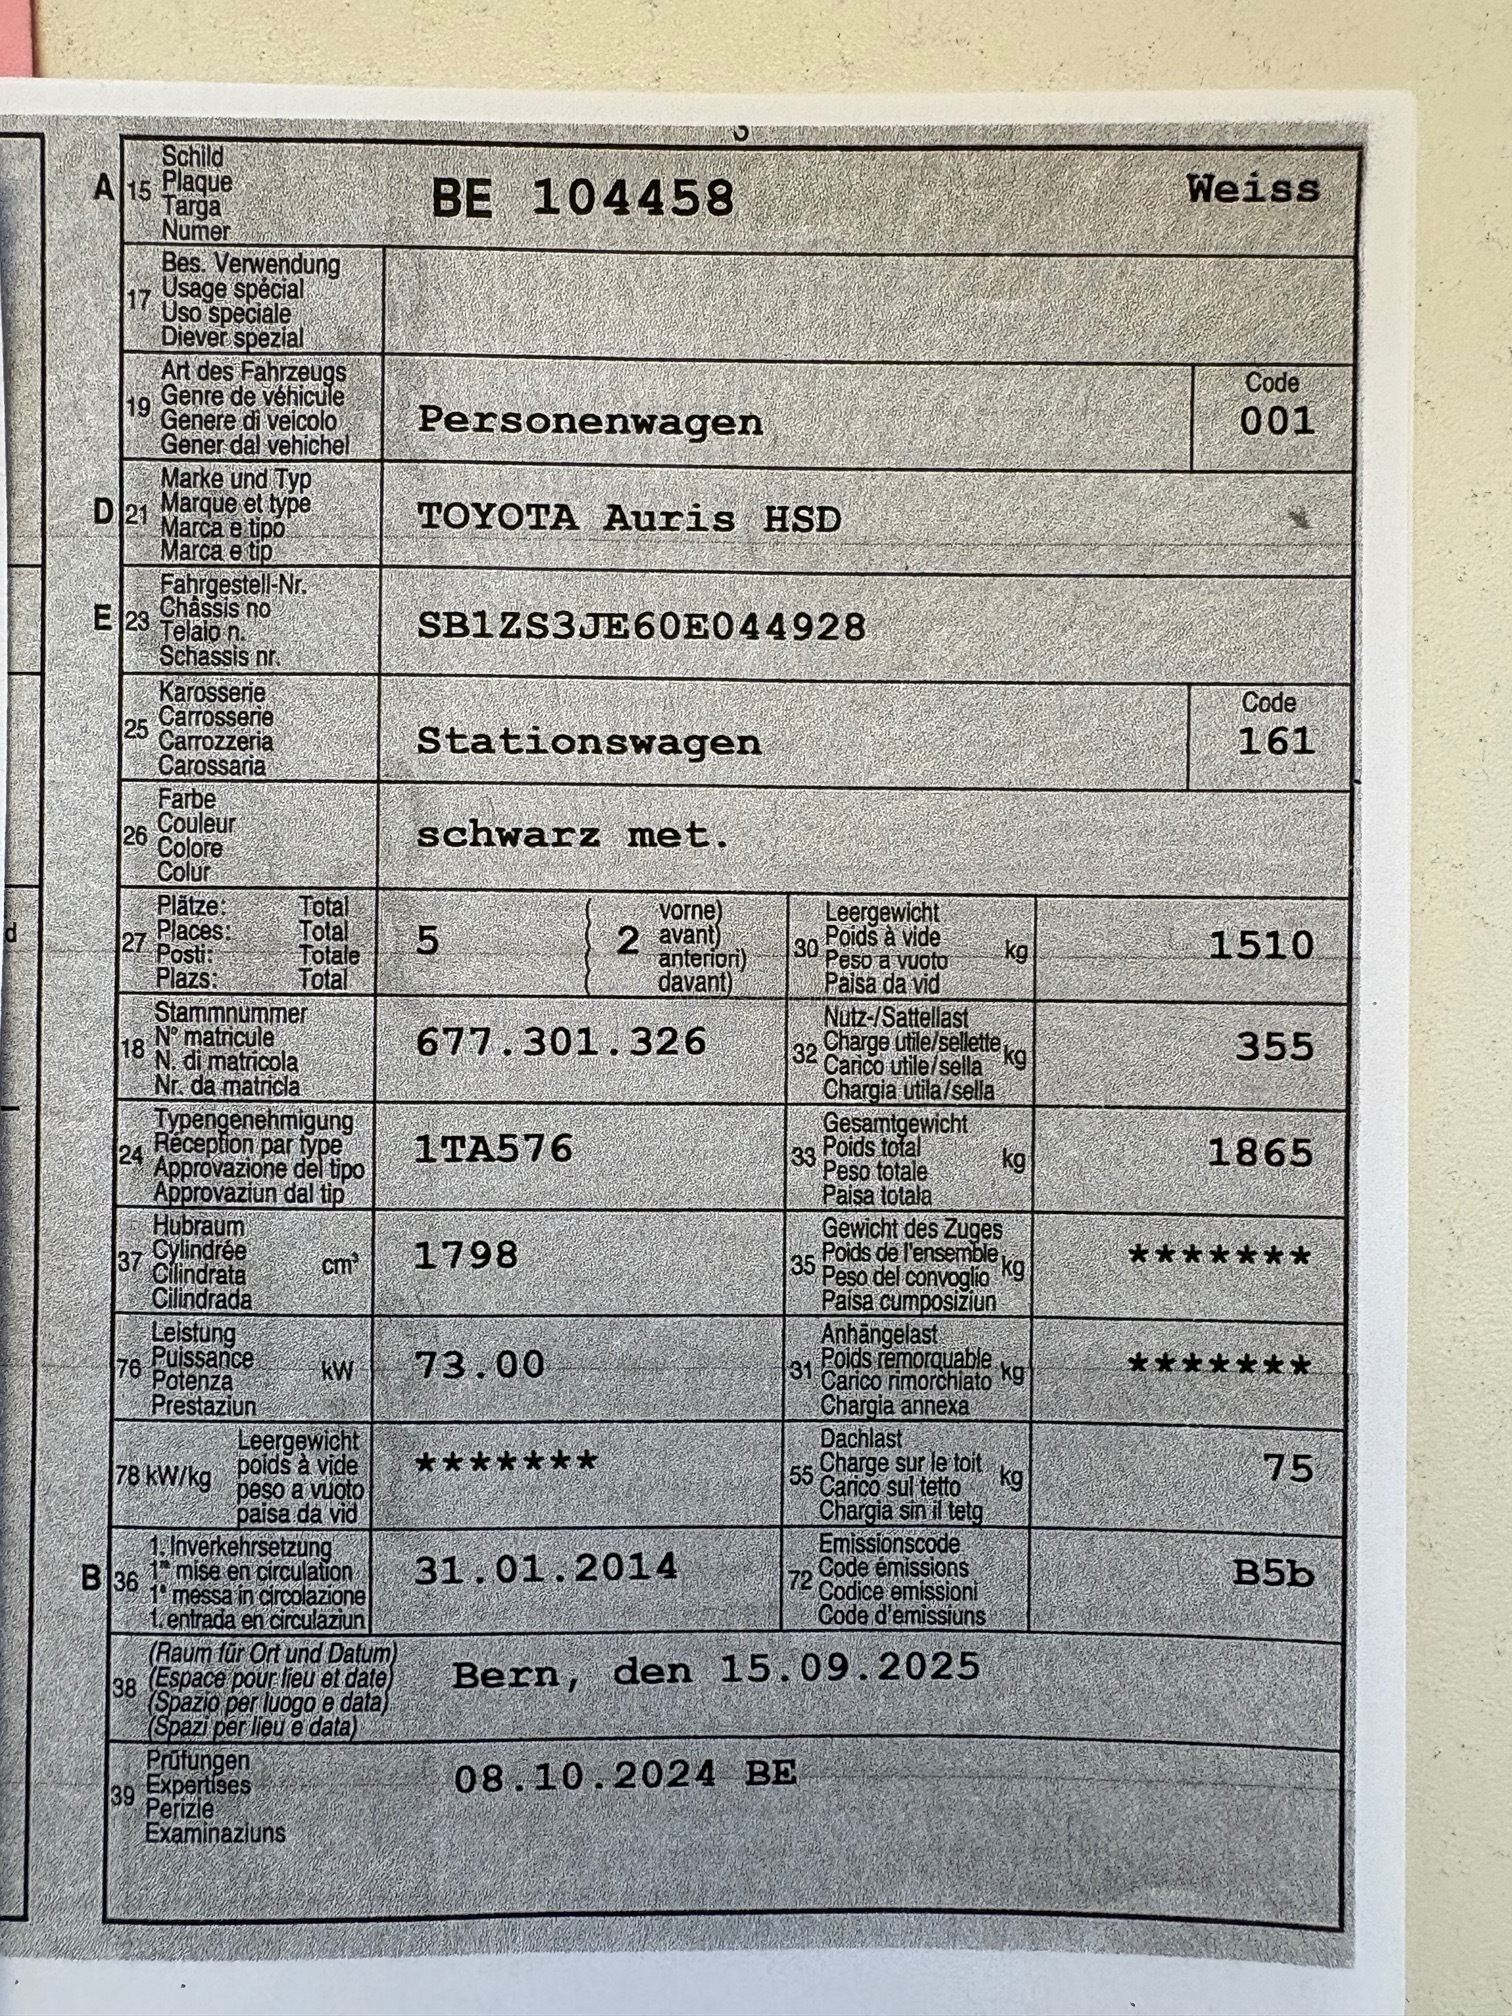 A 15 Schild
Plaque
Targa
Numer
BE 104458 Weiss
17 Bes. Verwendung
Usage spécial
Uso speciale
Diever spezial
19 Art des Fahrzeugs
Genre de véhicule
Genere di veicolo
Gener dal vehichel
Personenwagen
Code
001
D 21 Marke und Typ
Marque et type
Marca e tipo
Marca e tip
TOYOTA Auris HSD
E 23 Fahrgestell-Nr.
Châssis no
Telaio n.
Schassis nr.
SB1ZS3JE60E044928
25 Karosserie
Carrosserie
Carrozzeria
Carossaria
Stationswagen
Code
161
26 Farbe
Couleur
Colore
Colur
schwarz met.
27 Plätze: Total
Places: Total
Posti: Totale
Plazs: Total
5 ( 2 vorne)
avant)
anteriori)
davant)
30 Leergewicht
Poids à vide
Peso a vuoto
Paisa da vid
kg 1510
18 Stammnummer
N° matricule
N. di matricola
Nr. da matricla
677.301.326
32 Nutz-/Sattellast
Charge utile/sellette
Carico utile/sella
Chargia utila/sella
kg 355
24 Typengenehmigung
Réception par type
Approvazione del tipo
Approvaziun dal tip
1TA576
33 Gesamtgewicht
Poids total
Peso totale
Paisa totala
kg 1865
37 Hubraum
Cylindrée
Cilindrata
Cilindrada
cm³ 1798
35 Gewicht des Zuges
Poids de l'ensemble
Peso del convoglio
Paisa cumposiziun
kg *******
76 Leistung
Puissance
Potenza
Prestaziun
kW 73.00
31 Anhängelast
Poids remorquable
Carico rimorchiato
Chargia annexa
kg *******
78 kW/kg Leergewicht
poids à vide
peso a vuoto
paisa da vid
*******
55 Dachlast
Charge sur le toit
Carico sul tetto
Chargia sin il tetg
kg 75
B 36 1. Inverkehrsetzung
1re mise en circulation
1a messa in circolazione
1. entrada en circulaziun
31.01.2014
72 Emissionscode
Code émissions
Codice emissioni
Code d'emissiuns
B5b
38 (Raum für Ort und Datum)
(Espace pour lieu et date)
(Spazio per luogo e data)
(Spazi per lieu e data)
Bern, den 15.09.2025
39 Prüfungen
Expertises
Perizie
Examinaziuns
08.10.2024 BE